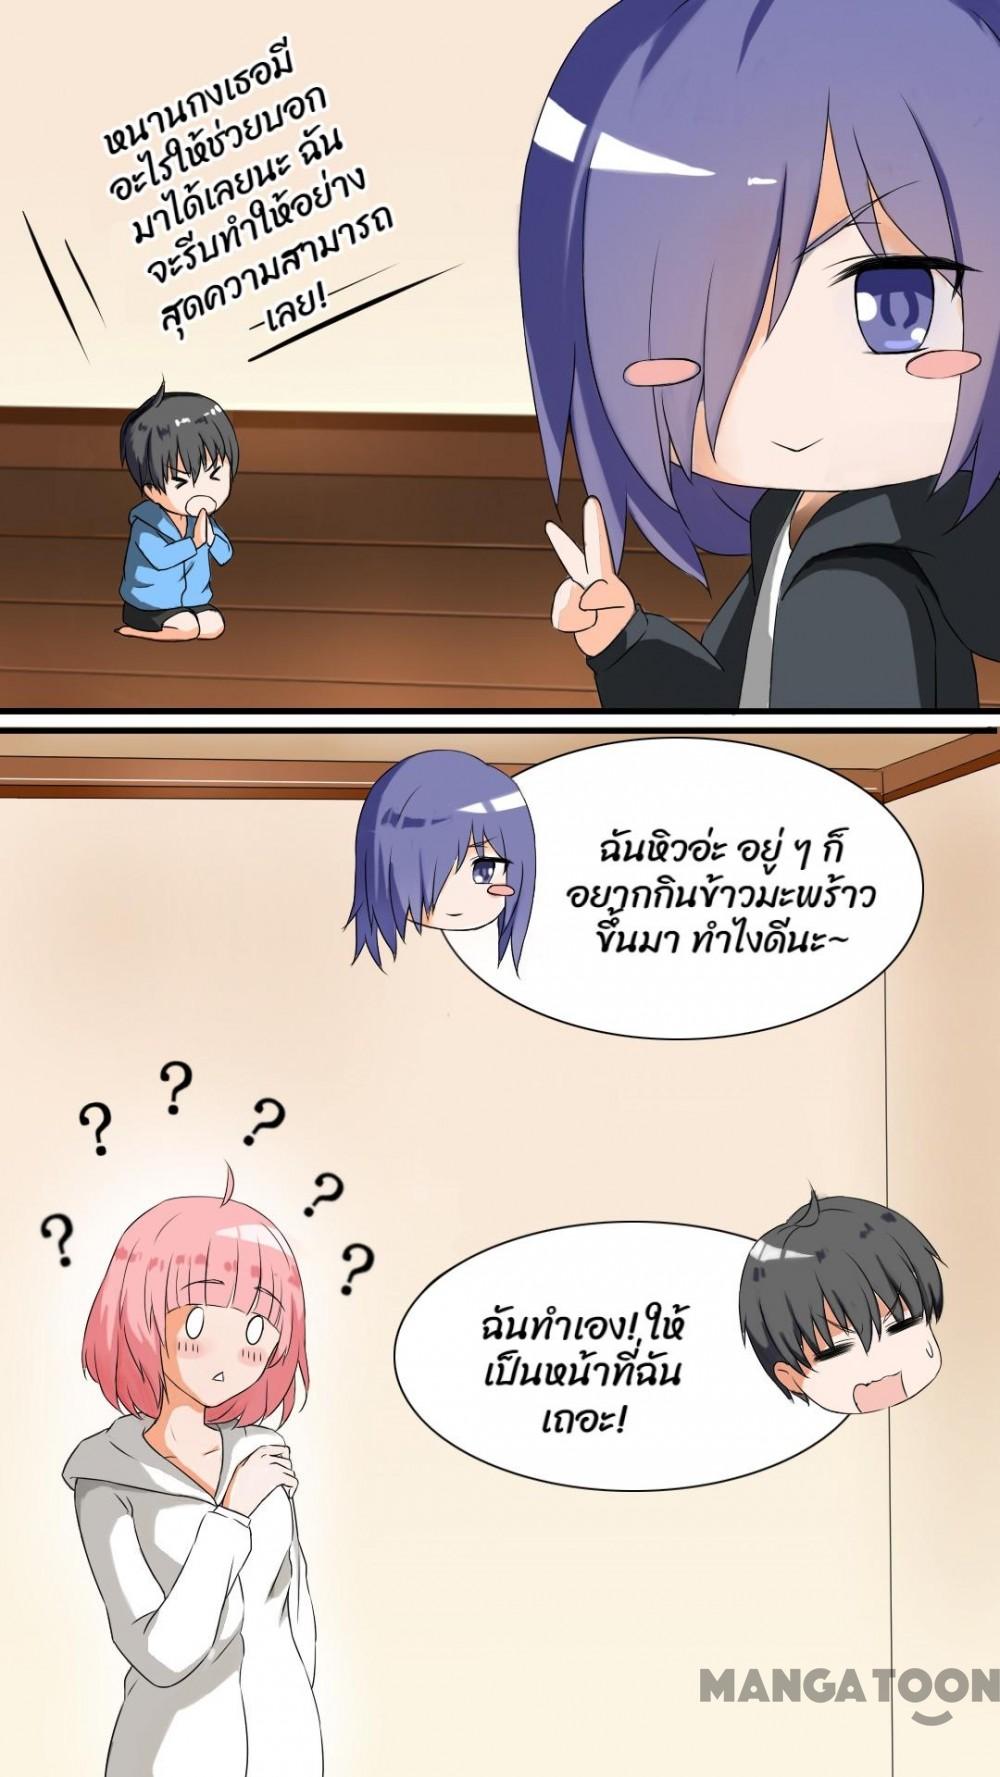 หนานกงเธอมี
อะไรให้ช่วยบอก
มาได้เลยนะ ฉัน
จะรีบทำให้อย่าง
สุดความสามารถ
เลย!
ฉันหิวอ่ะ อยู่ ๆ ก็
อยากกินข้าวมะพร้าว
ขึ้นมา ทำไงดีนะ~
? ? ? ? ? ?
ฉันทำเอง! ให้
เป็นหน้าที่ฉัน
เถอะ!
MANGATOON